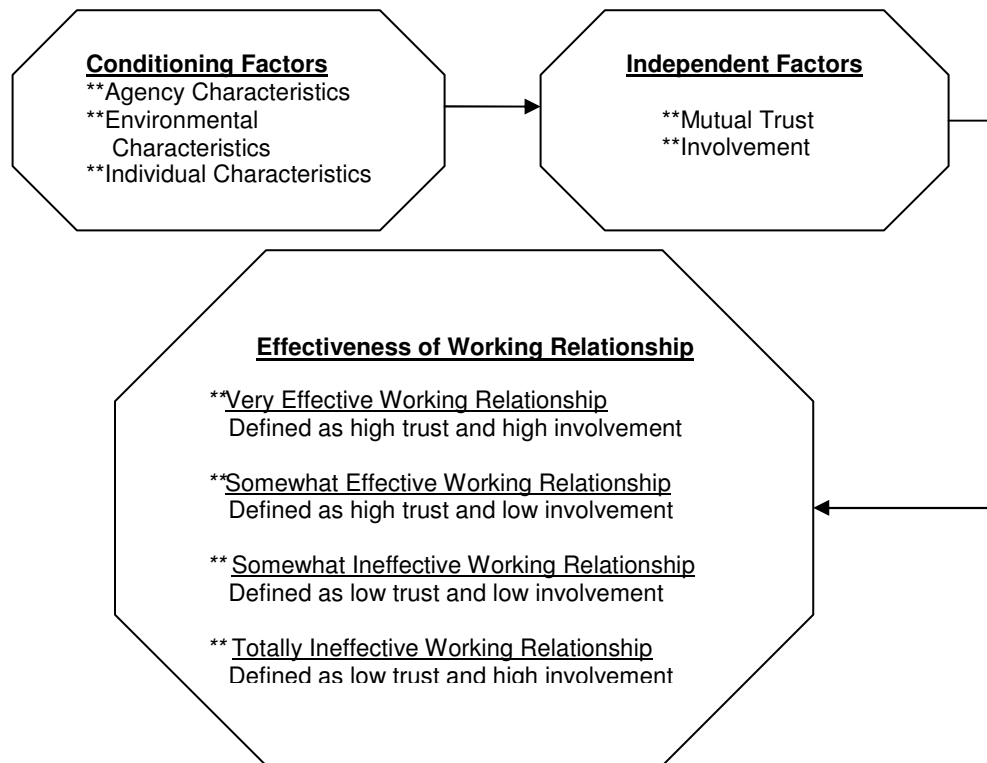 Conditioning Factors
**Agency Characteristics
**Environmental
Characteristics
**Individual Characteristics
Independent Factors
**Mutual Trust
**Involvement
Effectiveness of Working Relationship
**Very Effective Working Relationship
Defined as high trust and high involvement
**Somewhat Effective Working Relationship
Defined as high trust and low involvement
** Somewhat Ineffective Working Relationship
Defined as low trust and low involvement
** Totally Ineffective Working Relationship
Defined as low trust and high involvement